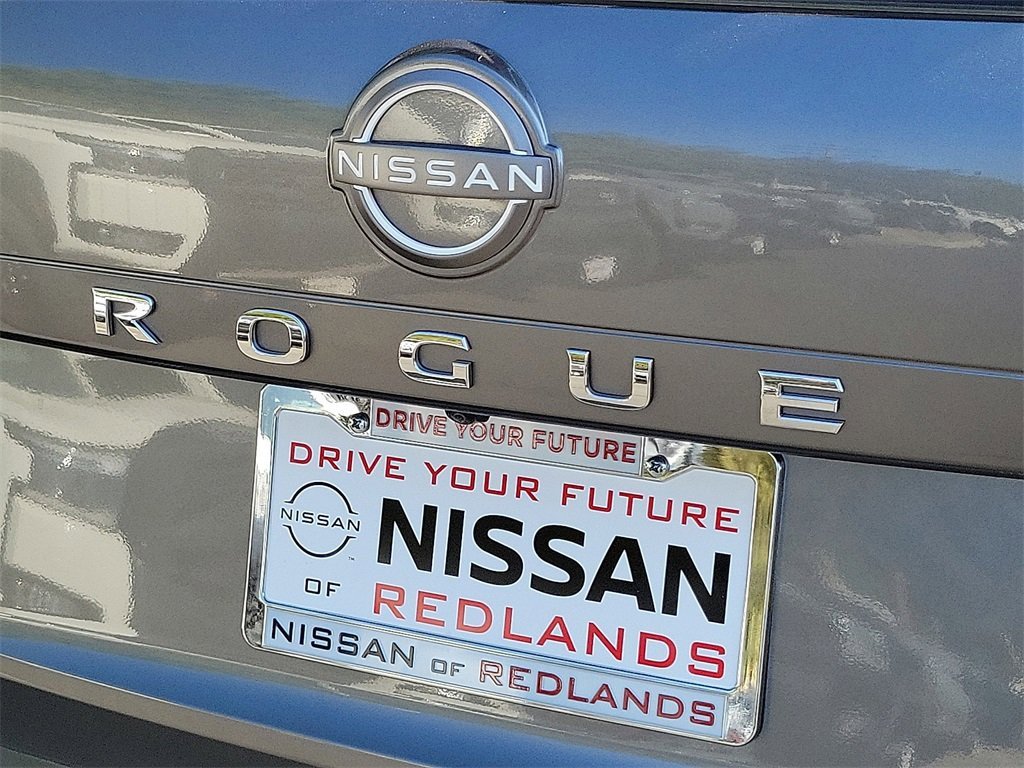 NISSAN
ROGUE
DRIVE YOUR FUTURE
DRIVE YOUR FUTURE
NISSAN
NISSAN
OF REDLANDS
NISSAN OF REDLANDS